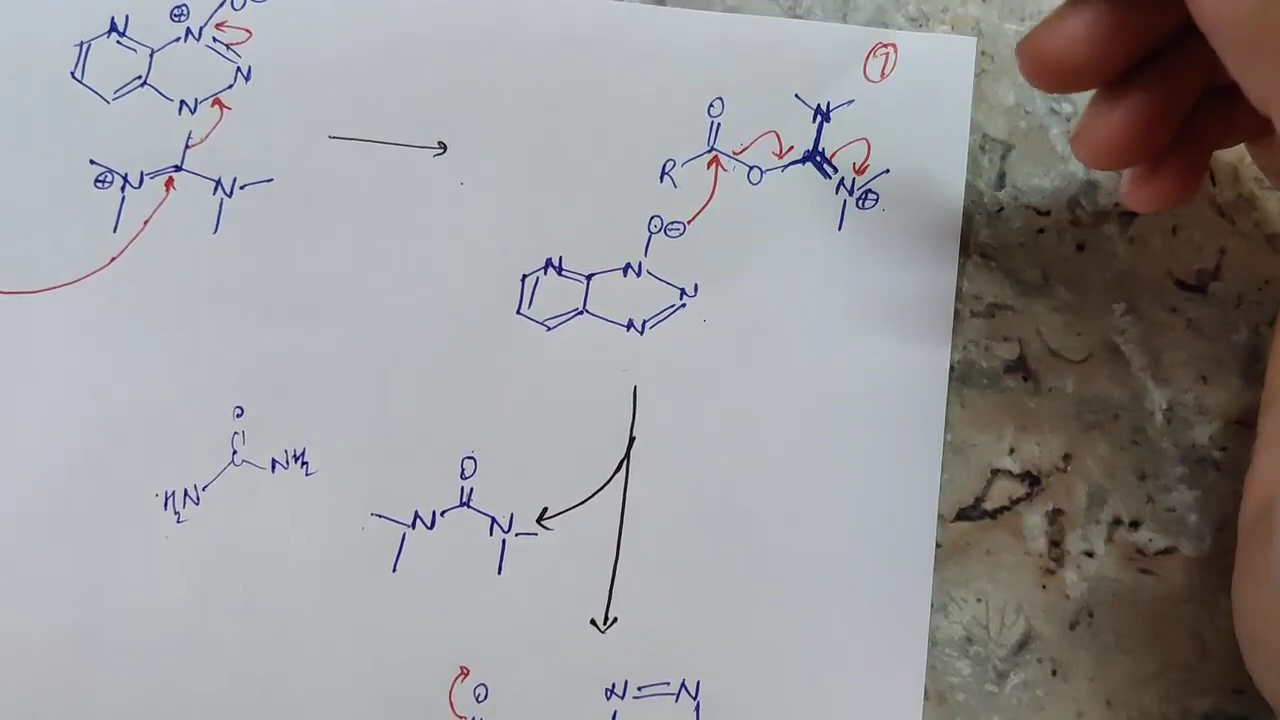 N ⊕ N O ⊖
N
N
⊕ N N
⑦
O N
R O N ⊕
O ⊖
N N N
N
O
H₂N C NH₂
O
N N
O N = N